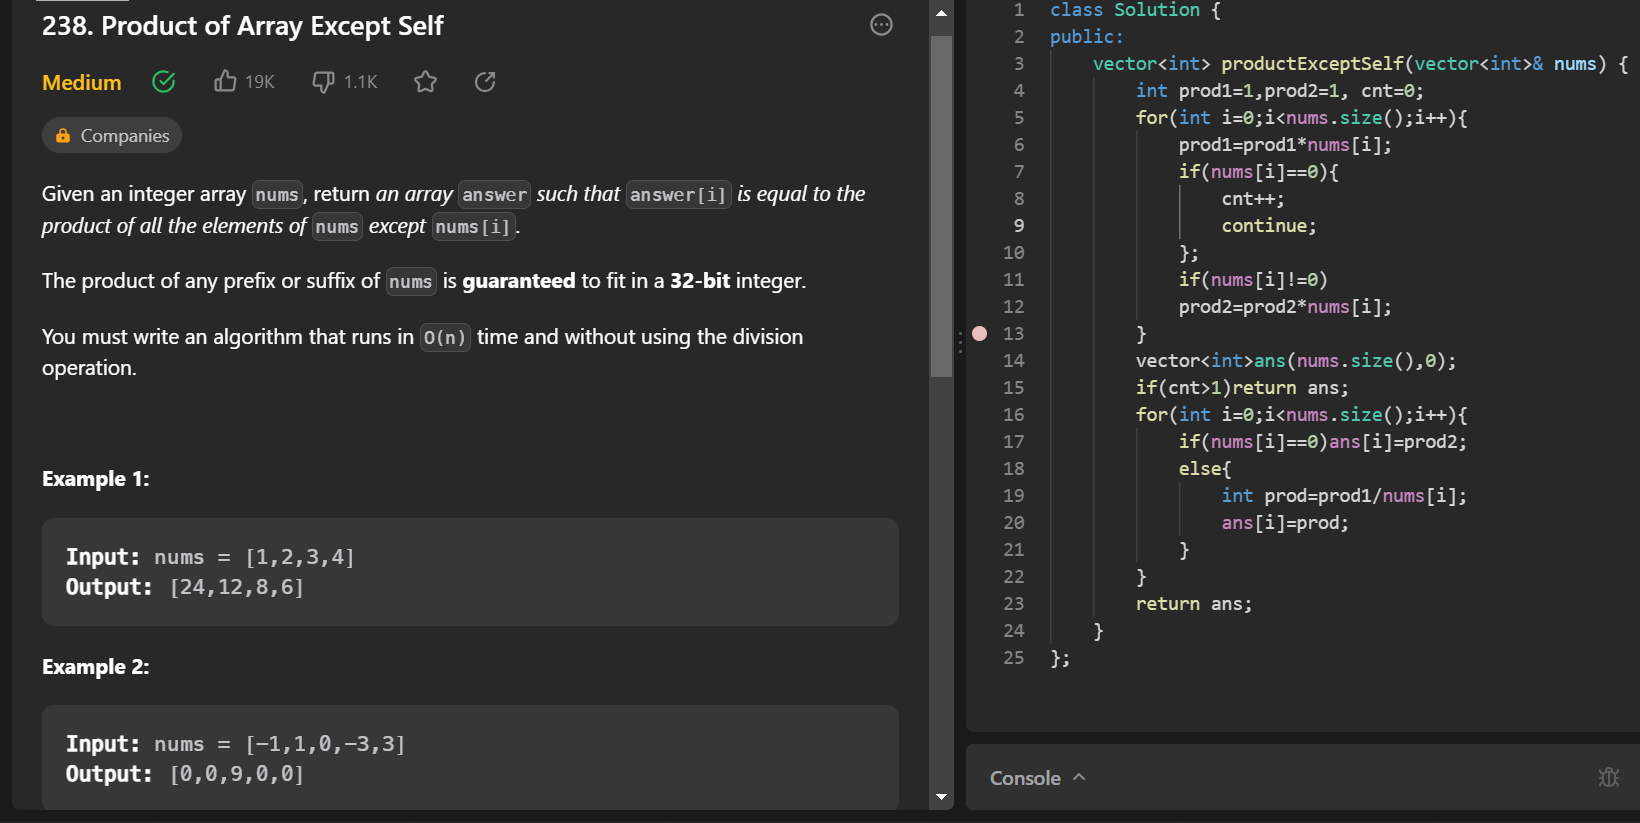 238. Product of Array Except Self
Medium 19K 1.1K
Companies
Given an integer array nums, return an array answer such that answer[i] is equal to the
product of all the elements of nums except nums[i].
The product of any prefix or suffix of nums is guaranteed to fit in a 32-bit integer.
You must write an algorithm that runs in O(n) time and without using the division
operation.
Example 1:
Input: nums = [1,2,3,4]
Output: [24,12,8,6]
Example 2:
Input: nums = [-1,1,0,-3,3]
Output: [0,0,9,0,0]
1 class Solution {
2 public:
3 vector<int> productExceptSelf(vector<int>& nums) {
4 int prod1=1,prod2=1, cnt=0;
5 for(int i=0;i<nums.size();i++){
6 prod1=prod1*nums[i];
7 if(nums[i]==0){
8 cnt++;
9 continue;
10 };
11 if(nums[i]!=0)
12 prod2=prod2*nums[i];
13 }
14 vector<int>ans(nums.size(),0);
15 if(cnt>1)return ans;
16 for(int i=0;i<nums.size();i++){
17 if(nums[i]==0)ans[i]=prod2;
18 else{
19 int prod=prod1/nums[i];
20 ans[i]=prod;
21 }
22 }
23 return ans;
24 }
25 };
Console